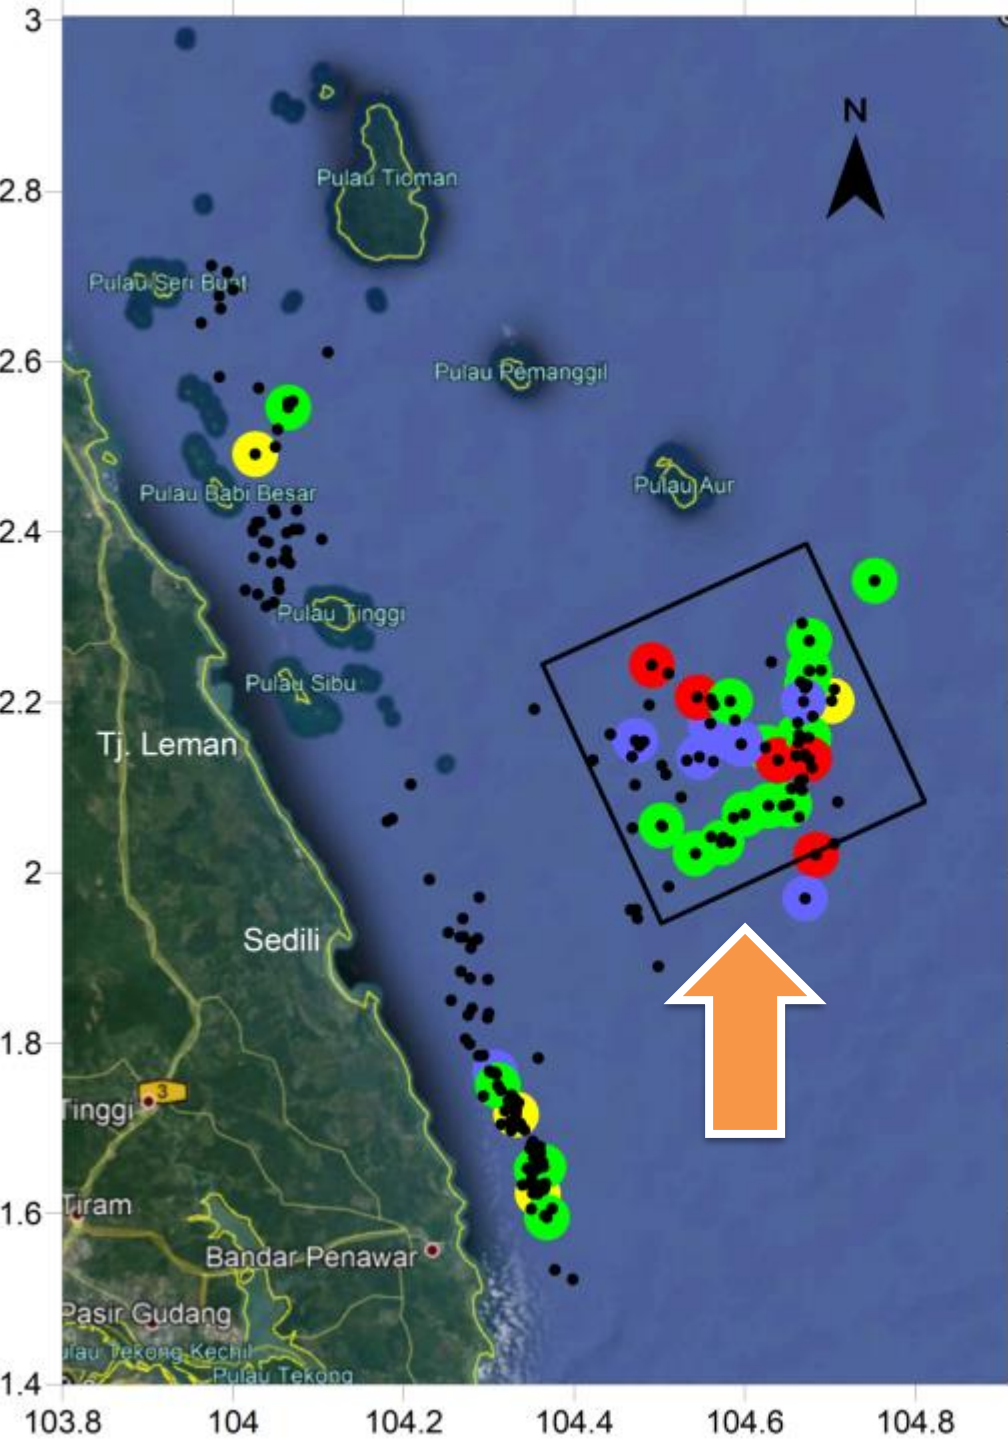 3
N
2.8
Pulau Tioman
Pulau Seri Buat
2.6
Pulau Pemanggil
Pulau Babi Besar
Pulau Aur
2.4
Pulau Tinggi
2.2
Pulau Sibu
Tj. Leman
2
Sedili
1.8
3
Tinggi
1.6
Tiram
Bandar Penawar
Pasir Gudang
ulau Tekong Kechil
Pulau Tekong
1.4
103.8 104 104.2 104.4 104.6 104.8